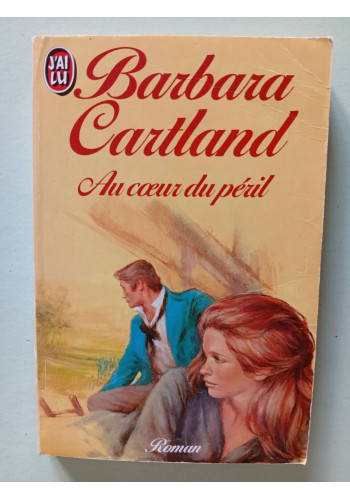 J'AI
LU
Barbara
Cartland
Au cœur du péril
Roman